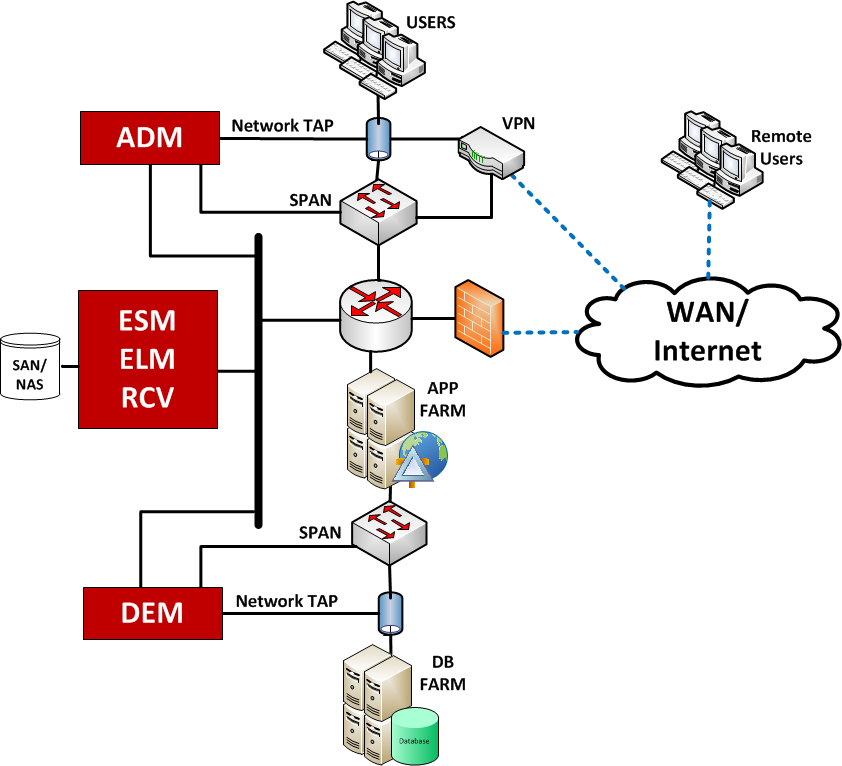 USERS
ADM
Network TAP
VPN
Remote
Users
SPAN
WAN/
Internet
ESM
ELM
RCV
SAN/
NAS
APP
FARM
SPAN
DEM
Network TAP
DB
FARM
Database